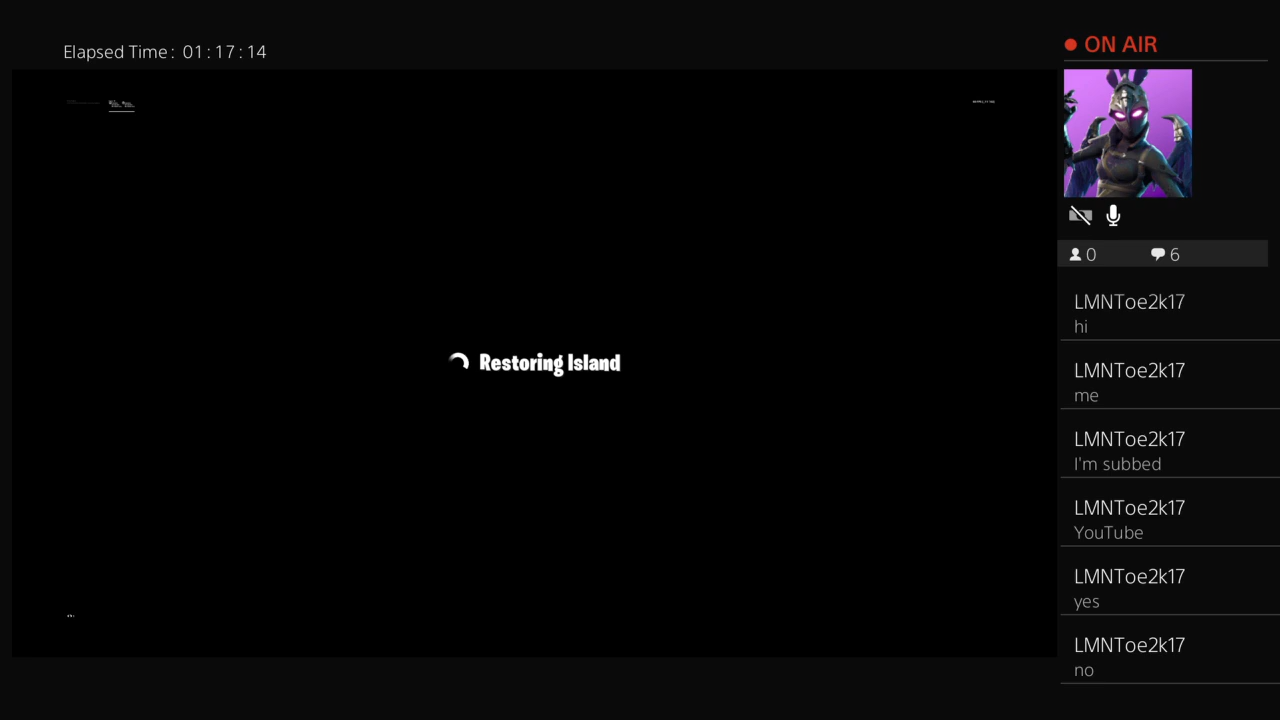 Elapsed Time: 01:17:14
ON AIR
0 6
LMNToe2k17
hi
LMNToe2k17
me
LMNToe2k17
I'm subbed
LMNToe2k17
YouTube
LMNToe2k17
yes
LMNToe2k17
no
Restoring Island